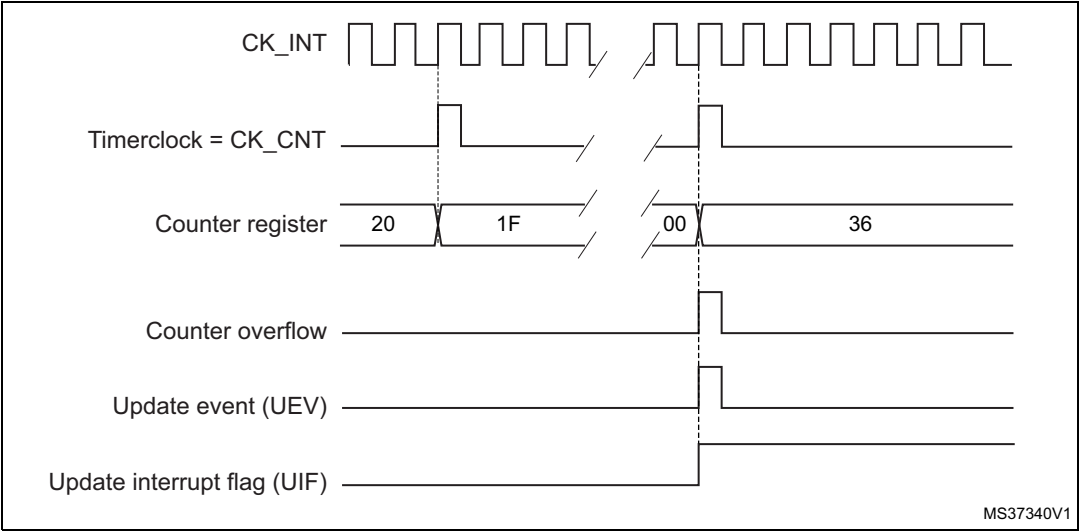 CK_INT
Timerclock = CK_CNT
Counter register 20 1F 00 36
Counter overflow
Update event (UEV)
Update interrupt flag (UIF)
MS37340V1